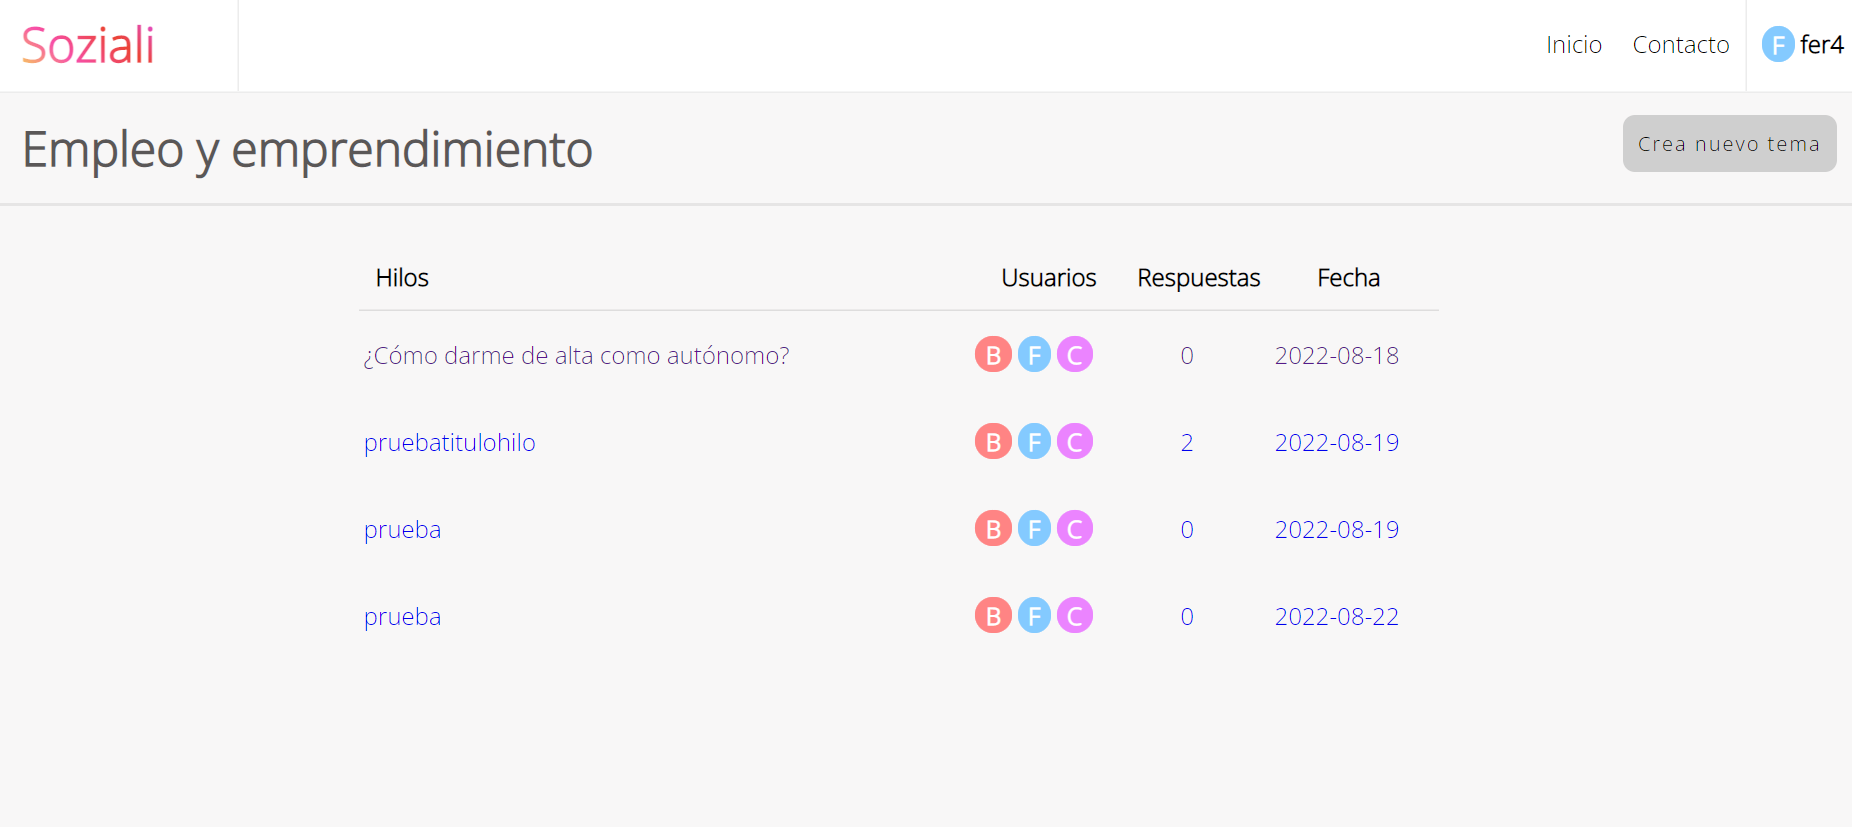 Soziali Inicio Contacto F fer4
Empleo y emprendimiento Crea nuevo tema
Hilos Usuarios Respuestas Fecha
¿Cómo darme de alta como autónomo? B F C 0 2022-08-18
pruebatitulohilo B F C 2 2022-08-19
prueba B F C 0 2022-08-19
prueba B F C 0 2022-08-22